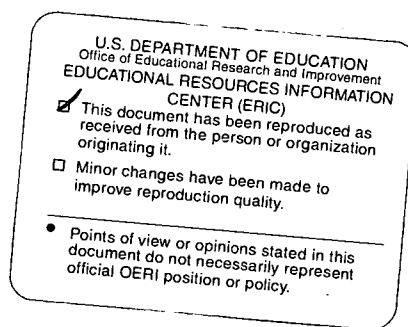 U.S. DEPARTMENT OF EDUCATION
Office of Educational Research and Improvement
EDUCATIONAL RESOURCES INFORMATION
CENTER (ERIC)
☑ This document has been reproduced as
received from the person or organization
originating it.
☐ Minor changes have been made to
improve reproduction quality.
• Points of view or opinions stated in this
document do not necessarily represent
official OERI position or policy.